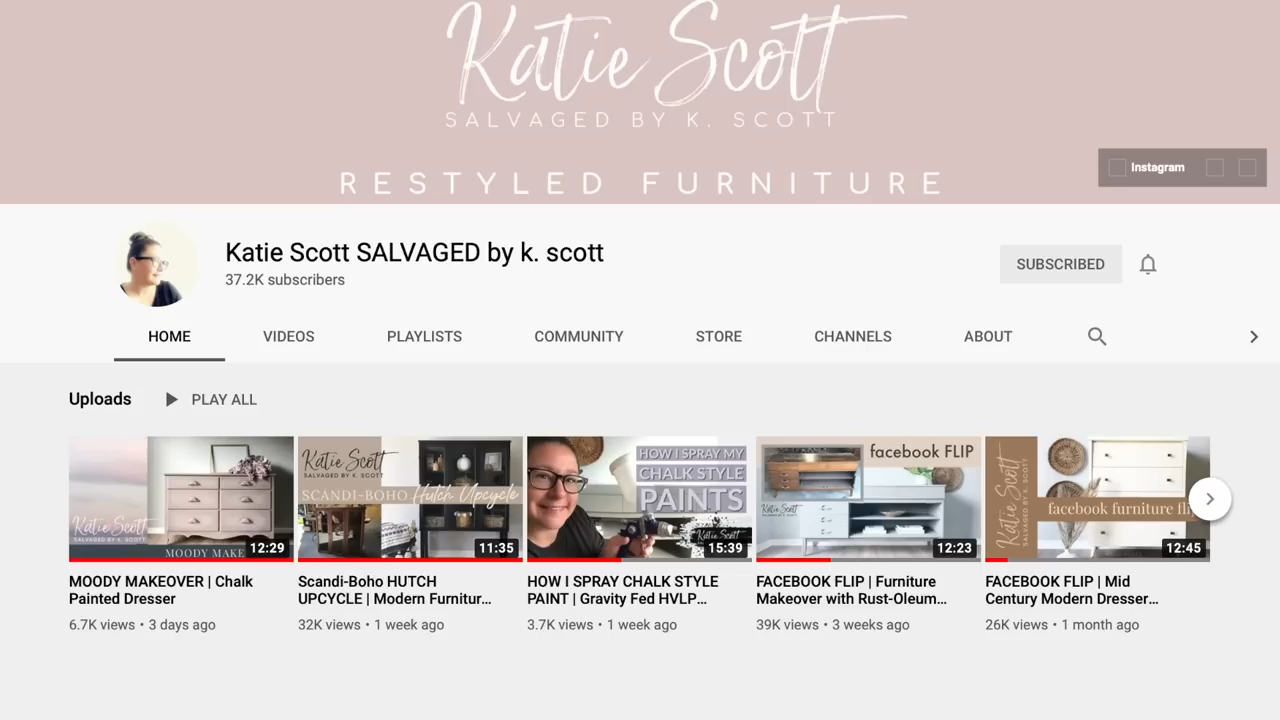 Katie Scott
SALVAGED BY K. SCOTT
RESTYLED FURNITURE
Instagram
Katie Scott SALVAGED by k. scott
37.2K subscribers
SUBSCRIBED
HOME
VIDEOS
PLAYLISTS
COMMUNITY
STORE
CHANNELS
ABOUT
Uploads
PLAY ALL
Katie Scott
SALVAGED BY K. SCOTT
MOODY MAKE
12:29
Katie Scott
SALVAGED BY K. SCOTT
SCANDI-BOHO Hutch Upcycle
11:35
HOW I SPRAY MY
CHALK STYLE
PAINTS
Katie Scott
15:39
facebook FLIP
Katie Scott
12:23
Katie Scott
SALVAGED BY K. SCOTT
facebook furniture fli
12:45
MOODY MAKEOVER | Chalk
Painted Dresser
6.7K views • 3 days ago
Scandi-Boho HUTCH
UPCYCLE | Modern Furnitur...
32K views • 1 week ago
HOW I SPRAY CHALK STYLE
PAINT | Gravity Fed HVLP...
3.7K views • 1 week ago
FACEBOOK FLIP | Furniture
Makeover with Rust-Oleum...
39K views • 3 weeks ago
FACEBOOK FLIP | Mid
Century Modern Dresser...
26K views • 1 month ago